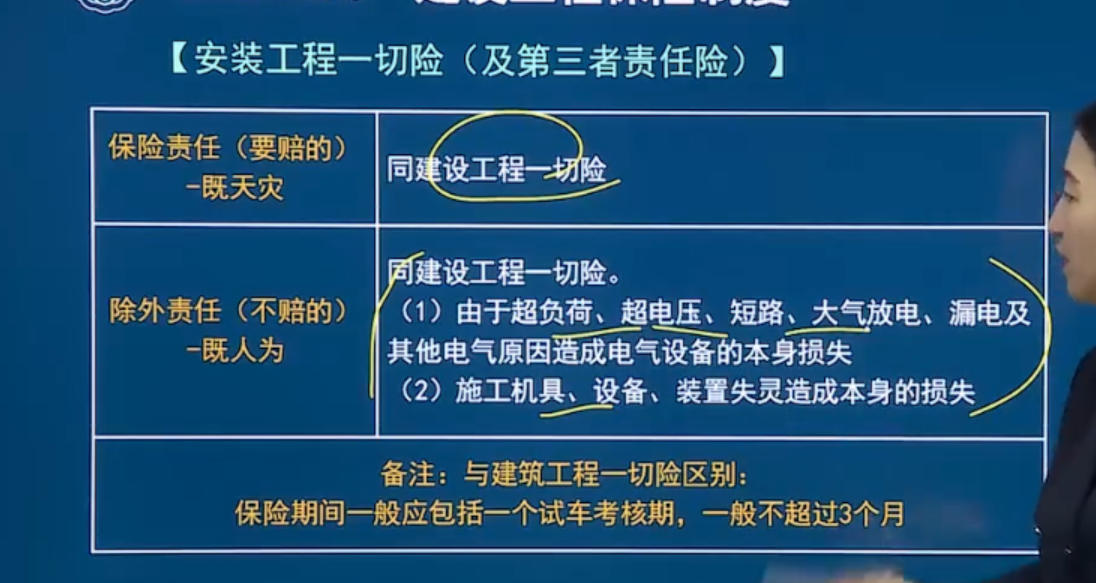 【安装工程一切险（及第三者责任险）】
保险责任（要赔的）
-既天灾
同建设工程一切险
除外责任（不赔的）
-既人为
同建设工程一切险。
（1）由于超负荷、超电压、短路、大气放电、漏电及
其他电气原因造成电气设备的本身损失
（2）施工机具、设备、装置失灵造成本身的损失
备注：与建筑工程一切险区别：
保险期间一般应包括一个试车考核期，一般不超过3个月